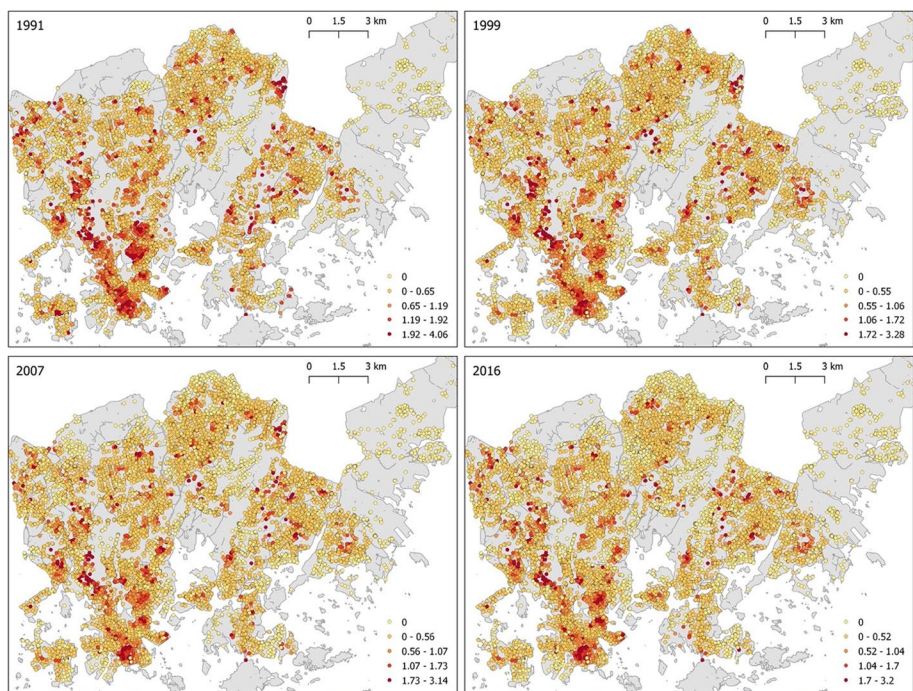 1991
0 1.5 3 km
0
0 - 0.65
0.65 - 1.19
1.19 - 1.92
1.92 - 4.06
1999
0 1.5 3 km
0
0 - 0.55
0.55 - 1.06
1.06 - 1.72
1.72 - 3.28
2007
0 1.5 3 km
0
0 - 0.56
0.56 - 1.07
1.07 - 1.73
1.73 - 3.14
2016
0 1.5 3 km
0
0 - 0.52
0.52 - 1.04
1.04 - 1.7
1.7 - 3.2